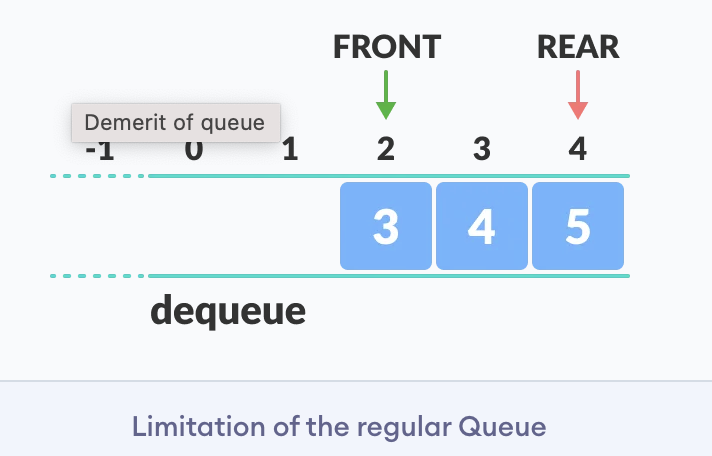 FRONT REAR
Demerit of queue
-1 0 1 2 3 4
3 4 5
dequeue
Limitation of the regular Queue